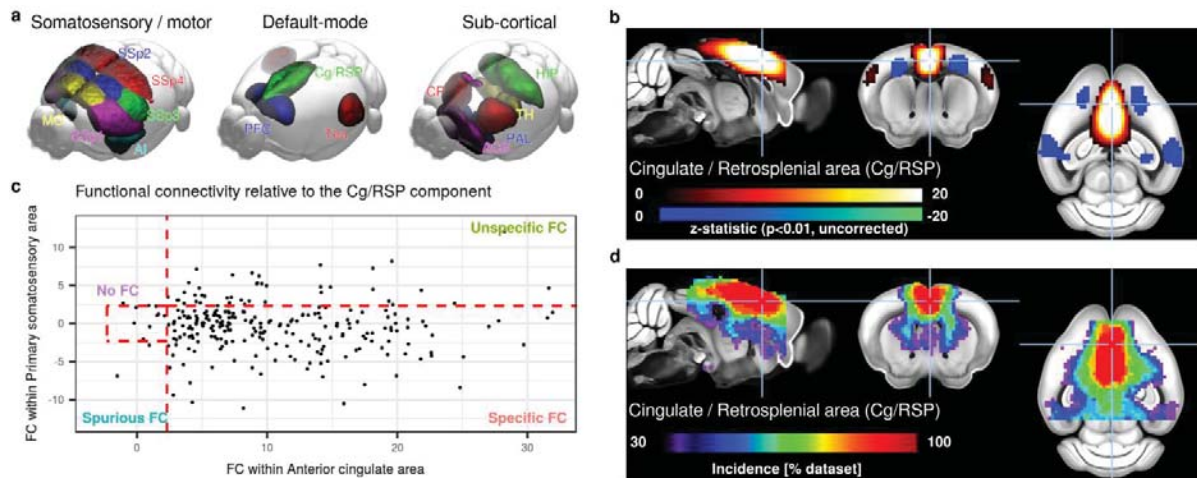 a
Somatosensory / motor
Default-mode
Sub-cortical
SSp2
SSp4
SSp3
MO
AI
Cg/RSP
PFC
HIP
CP
TH
PAL
b
Cingulate / Retrosplenial area (Cg/RSP)
0 20
0 -20
z-statistic (p<0.01, uncorrected)
c
Functional connectivity relative to the Cg/RSP component
Unspecific FC
No FC
Spurious FC
Specific FC
10
5
0
-5
-10
0 10 20 30
FC within Primary somatosensory area
FC within Anterior cingulate area
d
Cingulate / Retrosplenial area (Cg/RSP)
30 100
Incidence [% dataset]